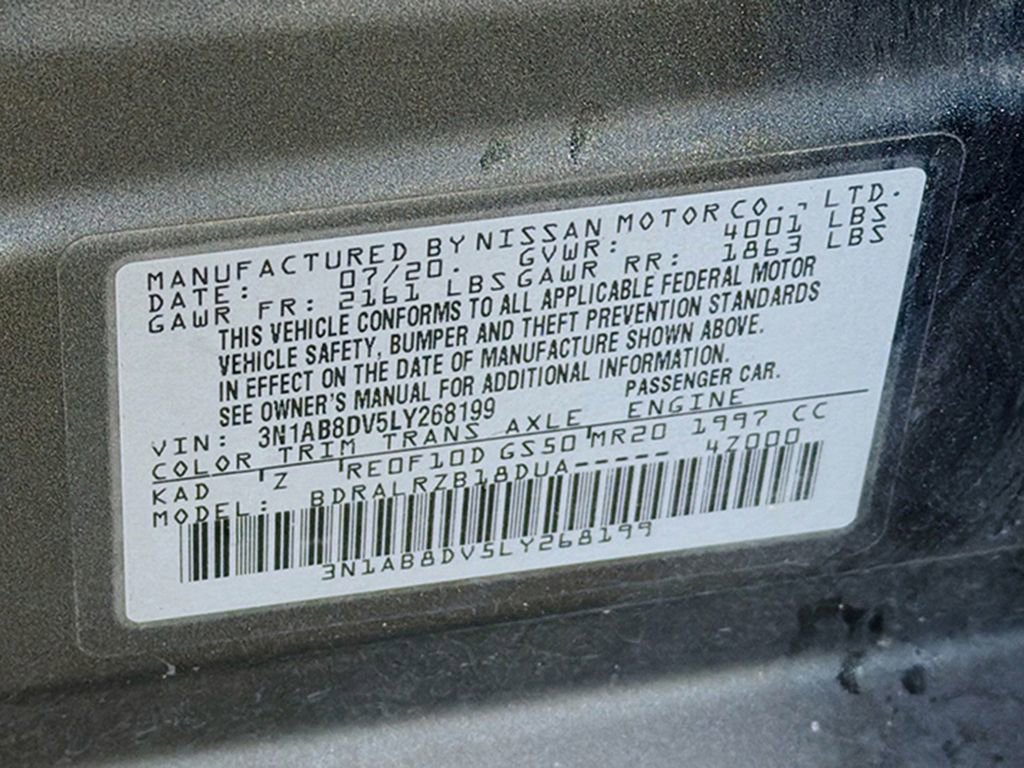 MANUFACTURED BY NISSAN MOTOR CO., LTD.
DATE: 07/20. GVWR: 4001 LBS
GAWR FR: 2161 LBS GAWR RR: 1863 LBS
THIS VEHICLE CONFORMS TO ALL APPLICABLE FEDERAL MOTOR
VEHICLE SAFETY, BUMPER AND THEFT PREVENTION STANDARDS
IN EFFECT ON THE DATE OF MANUFACTURE SHOWN ABOVE.
SEE OWNER'S MANUAL FOR ADDITIONAL INFORMATION.
VIN: 3N1AB8DV5LY268199 PASSENGER CAR.
COLOR TRIM TRANS AXLE ENGINE
KAD Z RE0F10D GS50 MR20 1997 CC
MODEL: BDRALRZB18DUA----- 4Z000
3N1AB8DV5LY268199